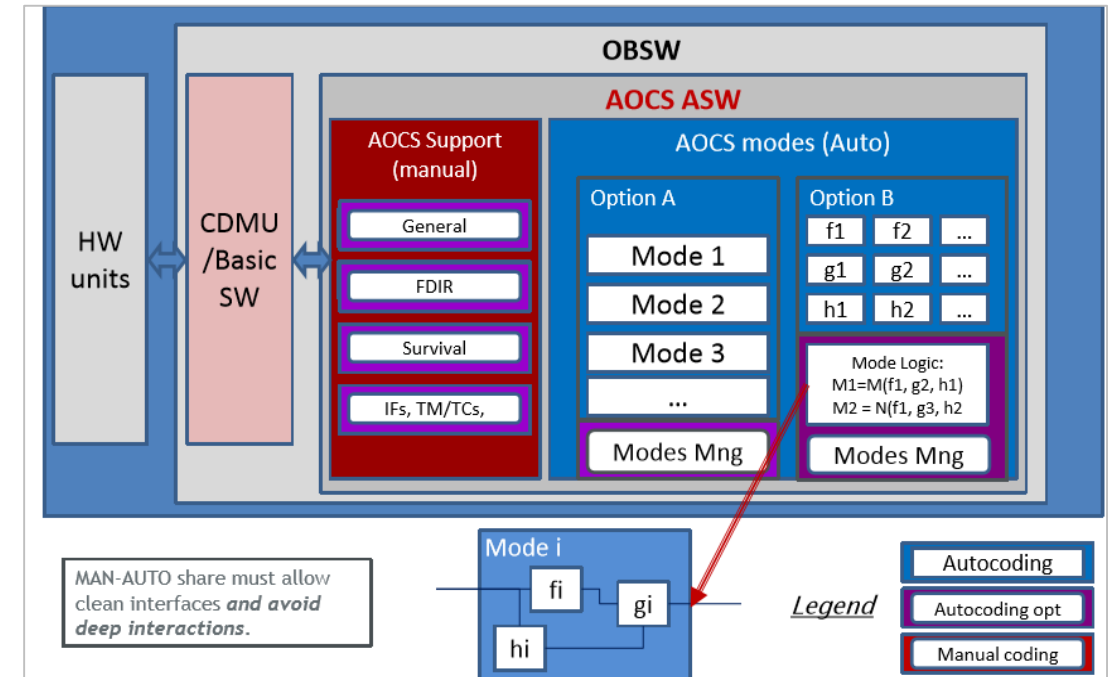 OBSW
AOCS ASW
HW
units
CDMU
/Basic
SW
AOCS Support
(manual)
General
FDIR
Survival
IFs, TM/TCs,
AOCS modes (Auto)
Option A
Mode 1
Mode 2
Mode 3
...
Modes Mng
Option B
f1 f2 ...
g1 g2 ...
h1 h2 ...
Mode Logic:
M1=M(f1, g2, h1)
M2 = N(f1, g3, h2
Modes Mng
MAN-AUTO share must allow
clean interfaces and avoid
deep interactions.
Mode i
fi
gi
hi
Legend
Autocoding
Autocoding opt
Manual coding